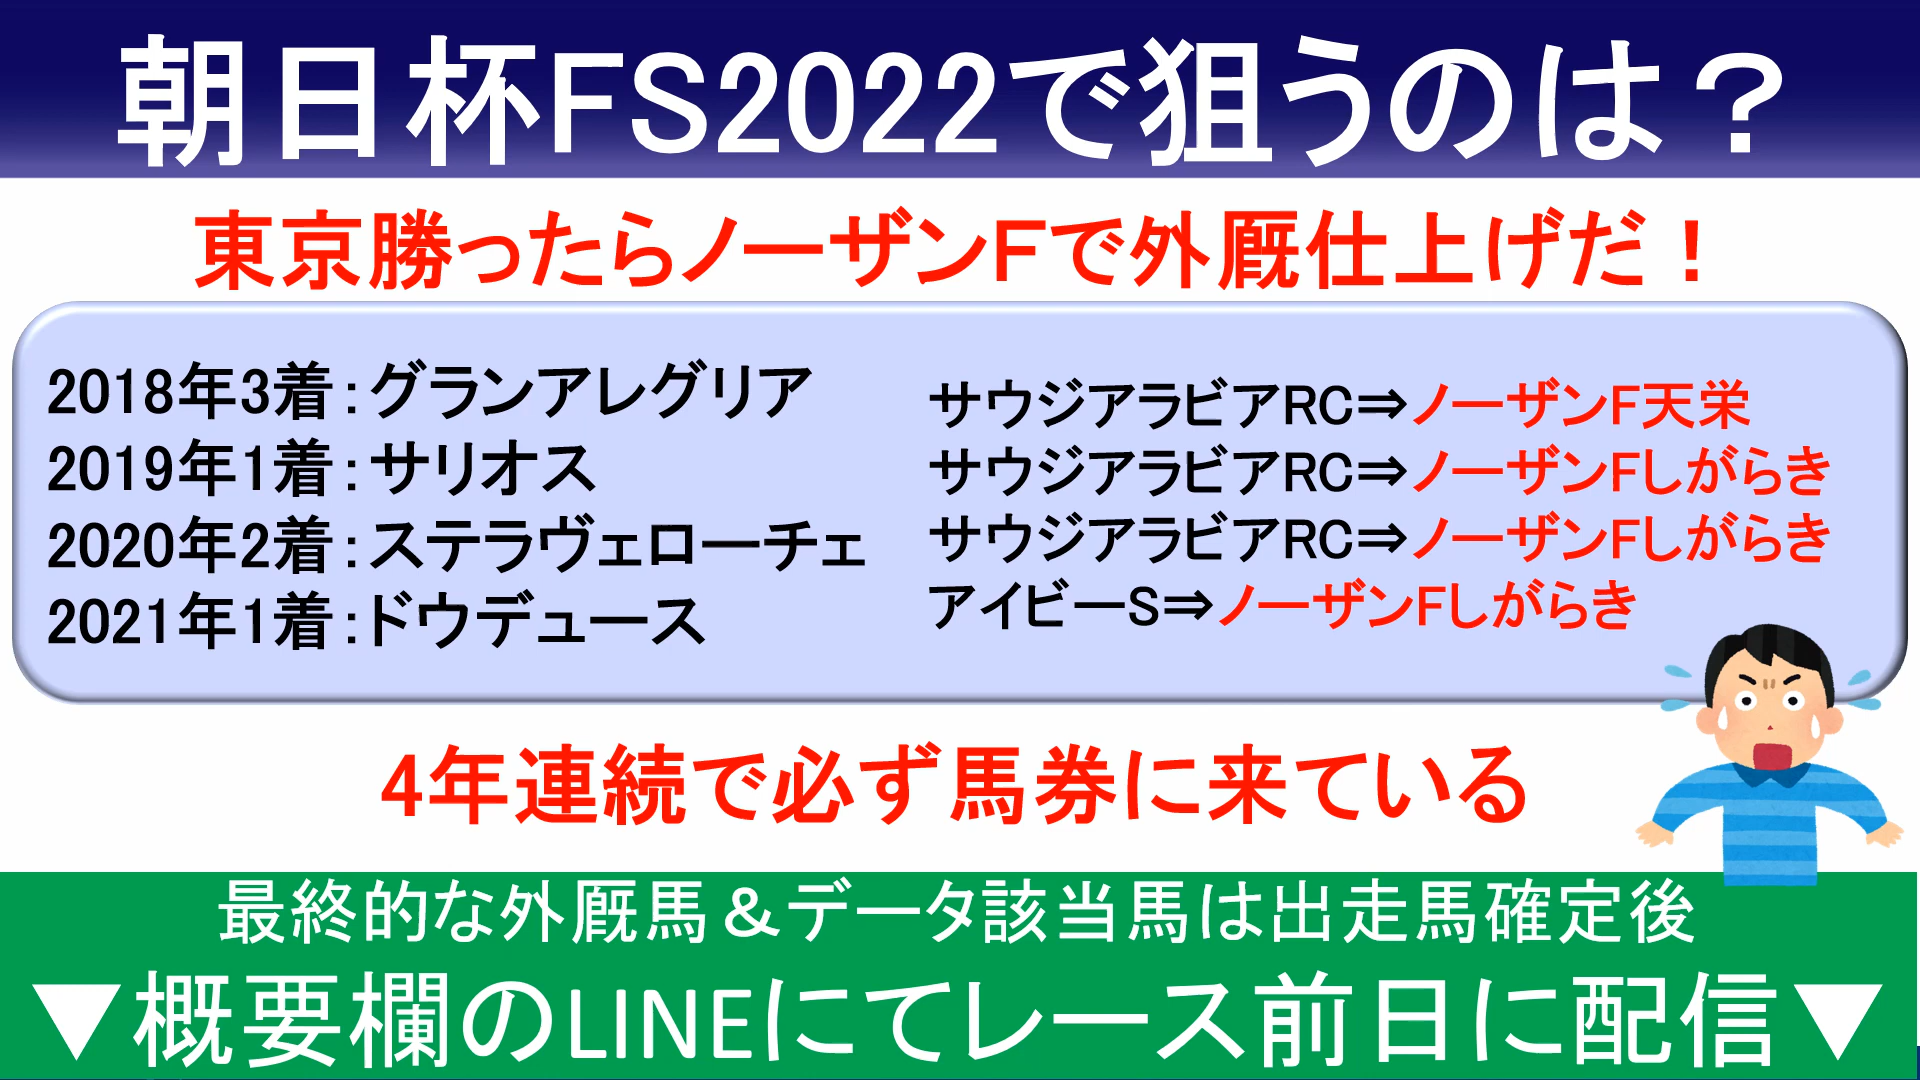 朝日杯FS2022で狙うのは？
東京勝ったらノーザンFで外厩仕上げだ！
2018年3着：グランアレグリア　サウジアラビアRC⇒ノーザンF天栄
2019年1着：サリオス　サウジアラビアRC⇒ノーザンFしがらき
2020年2着：ステラヴェローチェ　サウジアラビアRC⇒ノーザンFしがらき
2021年1着：ドウデュース　アイビーS⇒ノーザンFしがらき
4年連続で必ず馬券に来ている
最終的な外厩馬＆データ該当馬は出走馬確定後
▼概要欄のLINEにてレース前日に配信▼